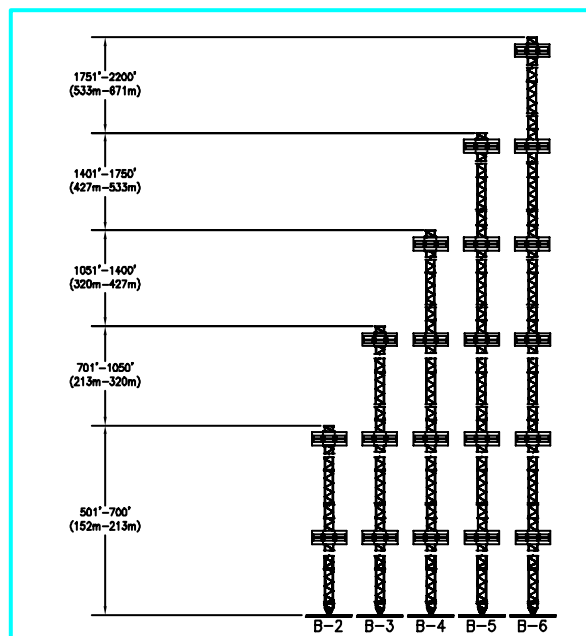 1751'-2200'
(533m-671m)
1401'-1750'
(427m-533m)
1051'-1400'
(320m-427m)
701'-1050'
(213m-320m)
501'-700'
(152m-213m)
B-2 B-3 B-4 B-5 B-6